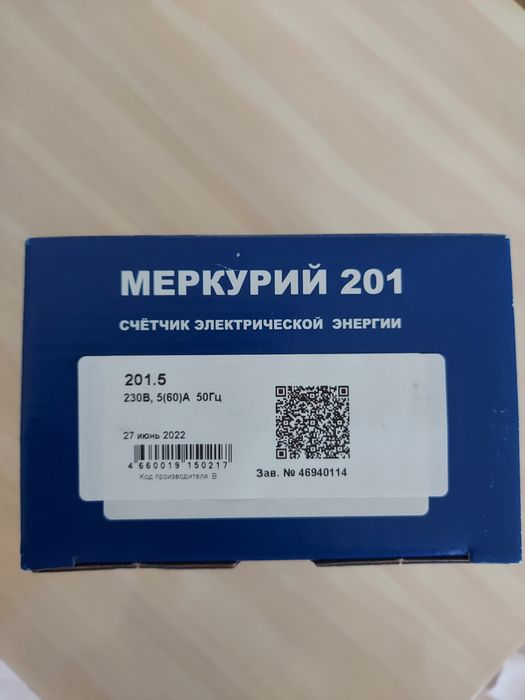 МЕРКУРИЙ 201
СЧЁТЧИК ЭЛЕКТРИЧЕСКОЙ ЭНЕРГИИ
201.5
230В, 5(60)А 50Гц
27 июнь 2022
4 660019 150217
Код производителя В
Зав. № 46940114